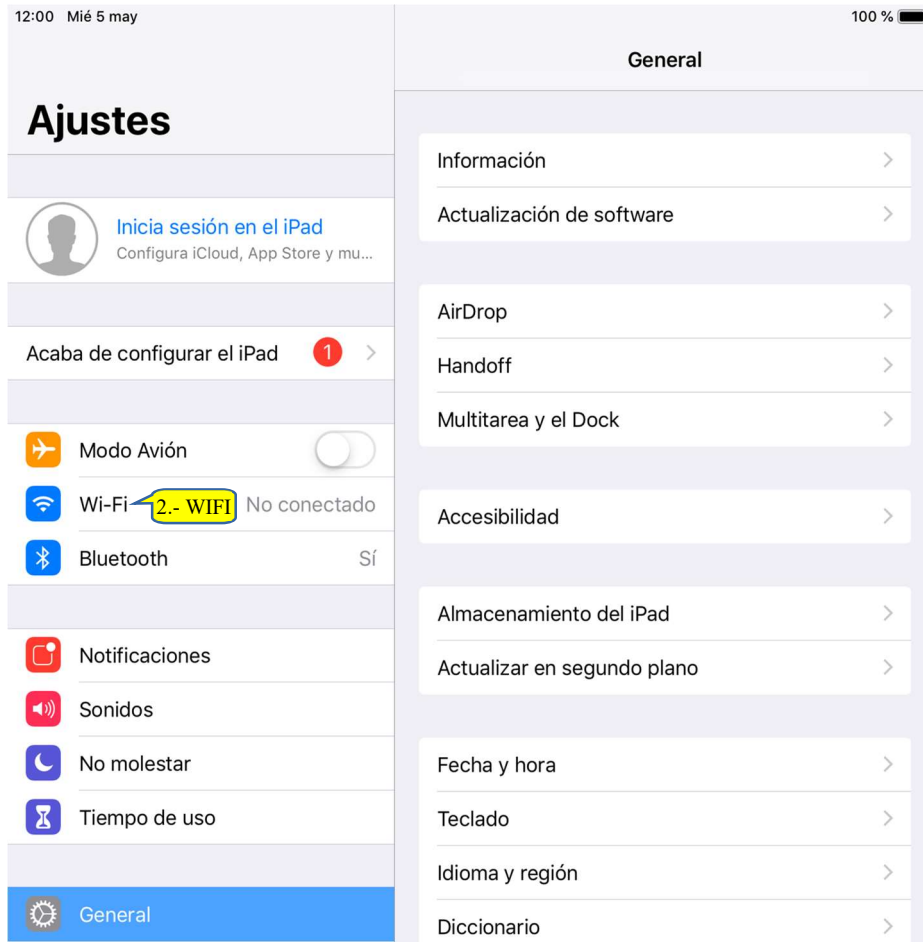 12:00 Mié 5 may
100 %
Ajustes
Inicia sesión en el iPad
Configura iCloud, App Store y mu...
Acaba de configurar el iPad 1
Modo Avión
Wi-Fi 2.- WIFI No conectado
Bluetooth Sí
Notificaciones
Sonidos
No molestar
Tiempo de uso
General
General
Información
Actualización de software
AirDrop
Handoff
Multitarea y el Dock
Accesibilidad
Almacenamiento del iPad
Actualizar en segundo plano
Fecha y hora
Teclado
Idioma y región
Diccionario